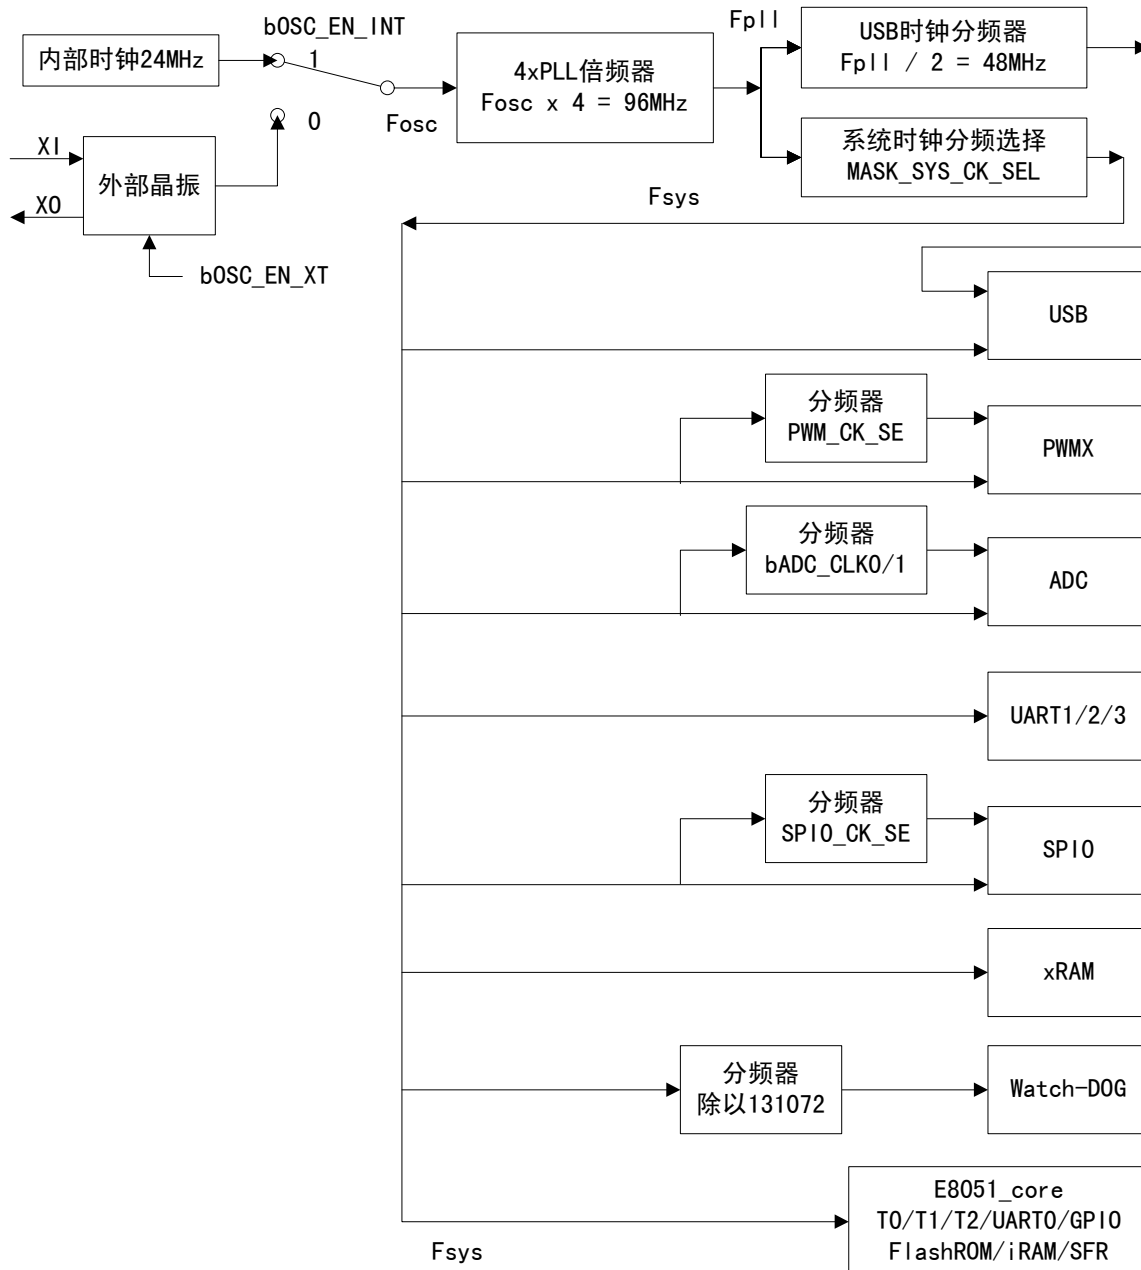 bOSC_EN_INT
内部时钟24MHz
1
0
Fosc
4xPLL倍频器
Fosc x 4 = 96MHz
Fpll
USB时钟分频器
Fpll / 2 = 48MHz
系统时钟分频选择
MASK_SYS_CK_SEL
XI
XO
外部晶振
bOSC_EN_XT
Fsys
USB
分频器
PWM_CK_SE
PWMX
分频器
bADC_CLK0/1
ADC
UART1/2/3
分频器
SPI0_CK_SE
SPI0
xRAM
分频器
除以131072
Watch-DOG
E8051_core
T0/T1/T2/UART0/GPIO
FlashROM/iRAM/SFR
Fsys